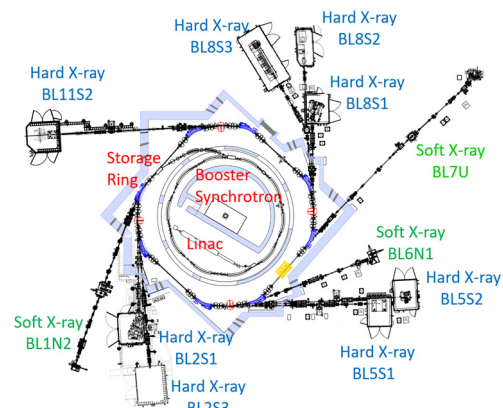 Hard X-ray
BL8S3
Hard X-ray
BL8S2
Hard X-ray
BL11S2
Hard X-ray
BL8S1
Storage
Ring
Booster
Synchrotron
Soft X-ray
BL7U
Linac
Soft X-ray
BL6N1
Hard X-ray
BL5S2
Soft X-ray
BL1N2
Hard X-ray
BL2S1
Hard X-ray
BL5S1
Hard X-ray
BL2S3